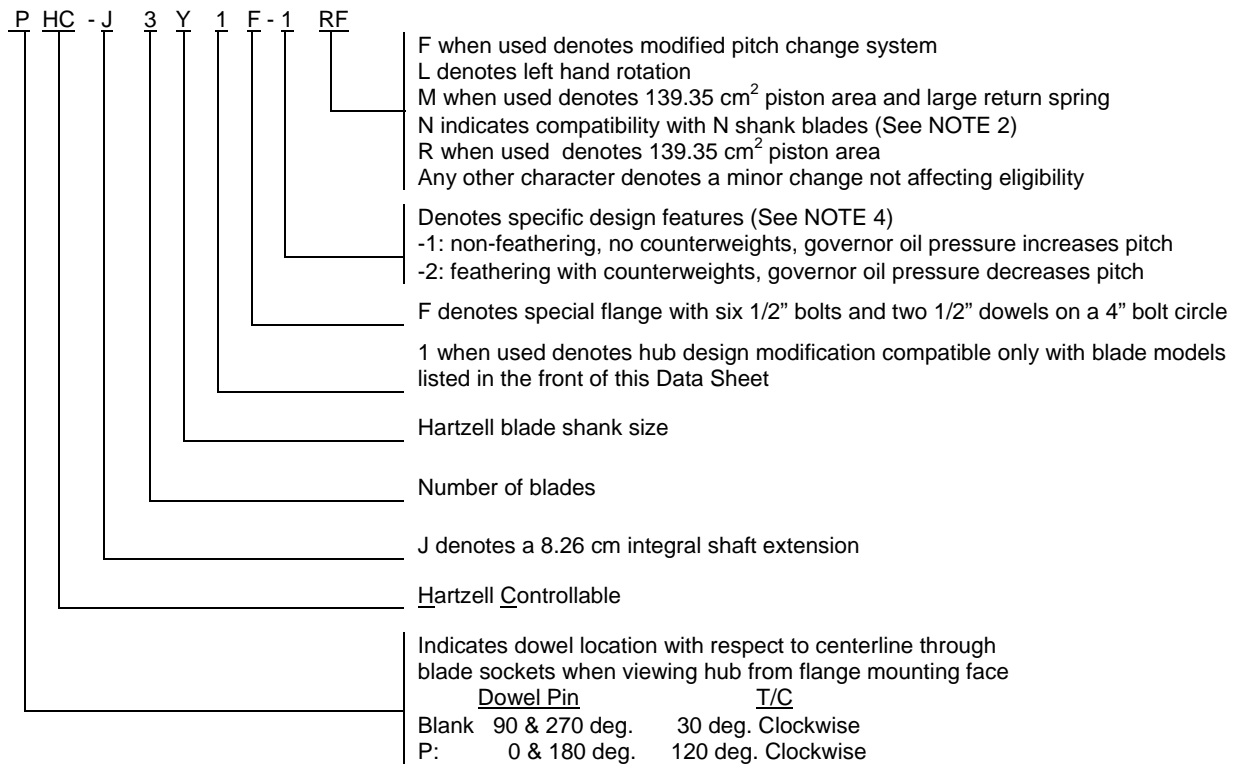 P HC - J 3 Y 1 F - 1 RF
F when used denotes modified pitch change system
L denotes left hand rotation
M when used denotes 139.35 cm² piston area and large return spring
N indicates compatibility with N shank blades (See NOTE 2)
R when used denotes 139.35 cm² piston area
Any other character denotes a minor change not affecting eligibility
Denotes specific design features (See NOTE 4)
-1: non-feathering, no counterweights, governor oil pressure increases pitch
-2: feathering with counterweights, governor oil pressure decreases pitch
F denotes special flange with six 1/2” bolts and two 1/2” dowels on a 4” bolt circle
1 when used denotes hub design modification compatible only with blade models
listed in the front of this Data Sheet
Hartzell blade shank size
Number of blades
J denotes a 8.26 cm integral shaft extension
Hartzell Controllable
Indicates dowel location with respect to centerline through
blade sockets when viewing hub from flange mounting face
Dowel Pin T/C
Blank 90 & 270 deg. 30 deg. Clockwise
P: 0 & 180 deg. 120 deg. Clockwise